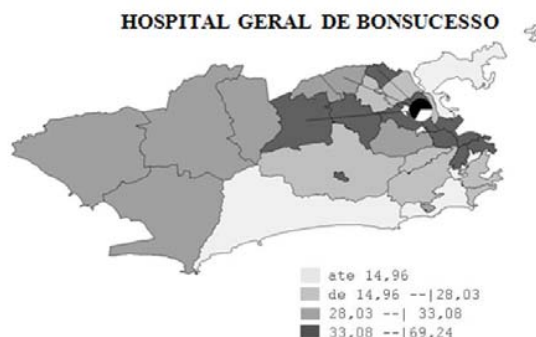 HOSPITAL GERAL DE BONSUCESSO
ate 14,96
de 14,96 --|28,03
28,03 --| 33,08
33,08 --|69,24